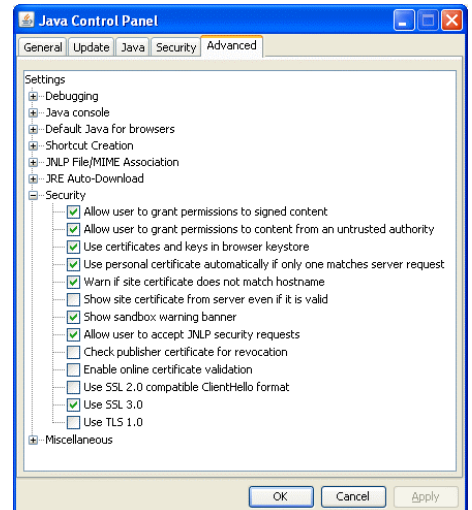 Java Control Panel
General Update Java Security Advanced
Settings
Debugging
Java console
Default Java for browsers
Shortcut Creation
JNLP File/MIME Association
JRE Auto-Download
Security
Allow user to grant permissions to signed content
Allow user to grant permissions to content from an untrusted authority
Use certificates and keys in browser keystore
Use personal certificate automatically if only one matches server request
Warn if site certificate does not match hostname
Show site certificate from server even if it is valid
Show sandbox warning banner
Allow user to accept JNLP security requests
Check publisher certificate for revocation
Enable online certificate validation
Use SSL 2.0 compatible ClientHello format
Use SSL 3.0
Use TLS 1.0
Miscellaneous
OK Cancel Apply